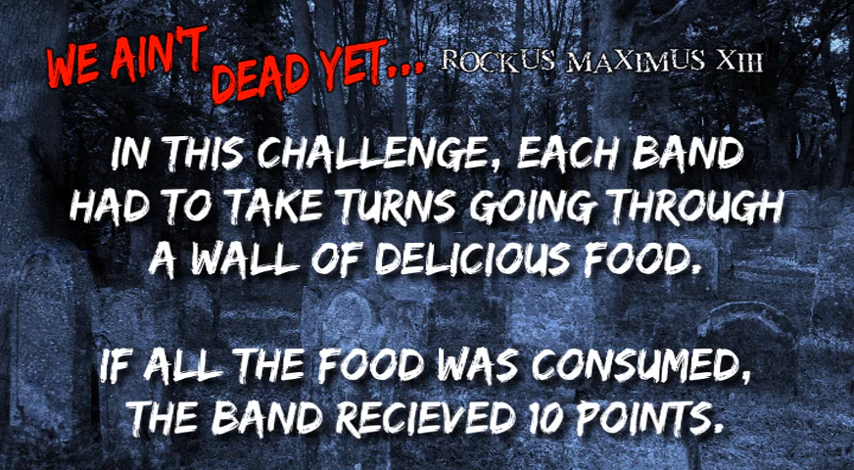 WE AIN'T DEAD YET... ROCKUS MAXIMUS XIII
IN THIS CHALLENGE, EACH BAND
HAD TO TAKE TURNS GOING THROUGH
A WALL OF DELICIOUS FOOD.
IF ALL THE FOOD WAS CONSUMED,
THE BAND RECIEVED 10 POINTS.